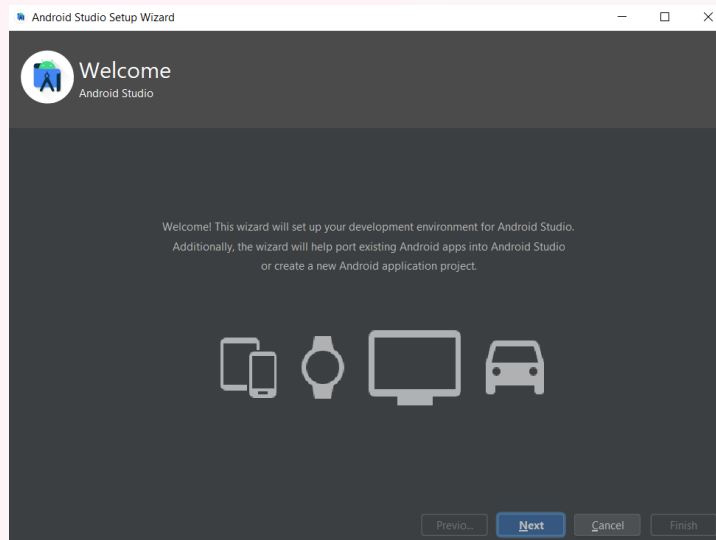 Android Studio Setup Wizard
Welcome
Android Studio
Welcome! This wizard will set up your development environment for Android Studio.
Additionally, the wizard will help port existing Android apps into Android Studio
or create a new Android application project.
Previo... Next Cancel Finish